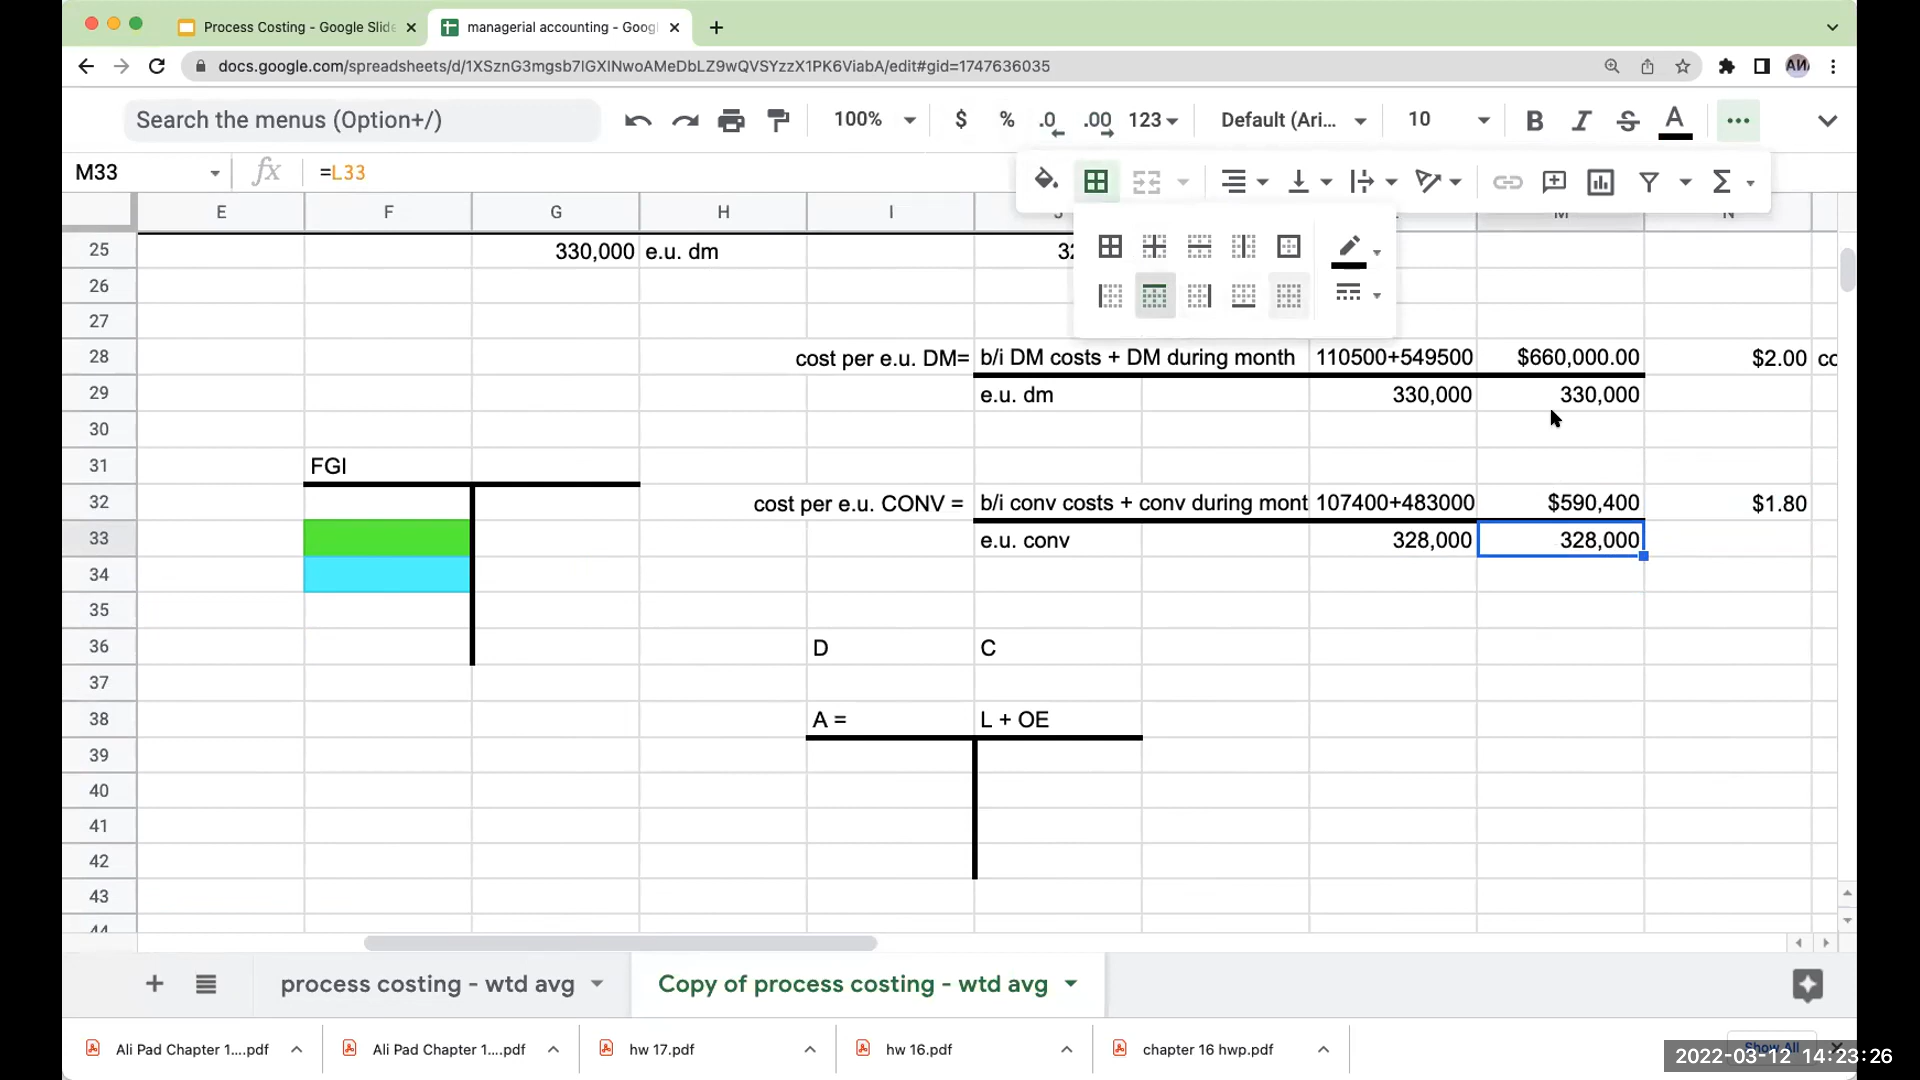 Process Costing - Google Slide
managerial accounting - Googl
docs.google.com/spreadsheets/d/1XSznG3mgsb7lGXlNwoAMeDbLZ9wQVSYzzX1PK6ViabA/edit#gid=1747636035
Search the menus (Option+/)
100%
$
%
.0
.00
123
Default (Ari...
10
B
I
S
A
M33
fx
=L33
E
F
G
H
I
M
N
25
330,000
e.u. dm
26
27
28
cost per e.u. DM=
b/i DM costs + DM during month
110500+549500
$660,000.00
$2.00
co
29
e.u. dm
330,000
330,000
30
31
FGI
32
cost per e.u. CONV =
b/i conv costs + conv during mont
107400+483000
$590,400
$1.80
33
e.u. conv
328,000
328,000
34
35
36
D
C
37
38
A =
L + OE
39
40
41
42
43
44
process costing - wtd avg
Copy of process costing - wtd avg
Ali Pad Chapter 1....pdf
Ali Pad Chapter 1....pdf
hw 17.pdf
hw 16.pdf
chapter 16 hwp.pdf
Show All
2022-03-12 14:23:26